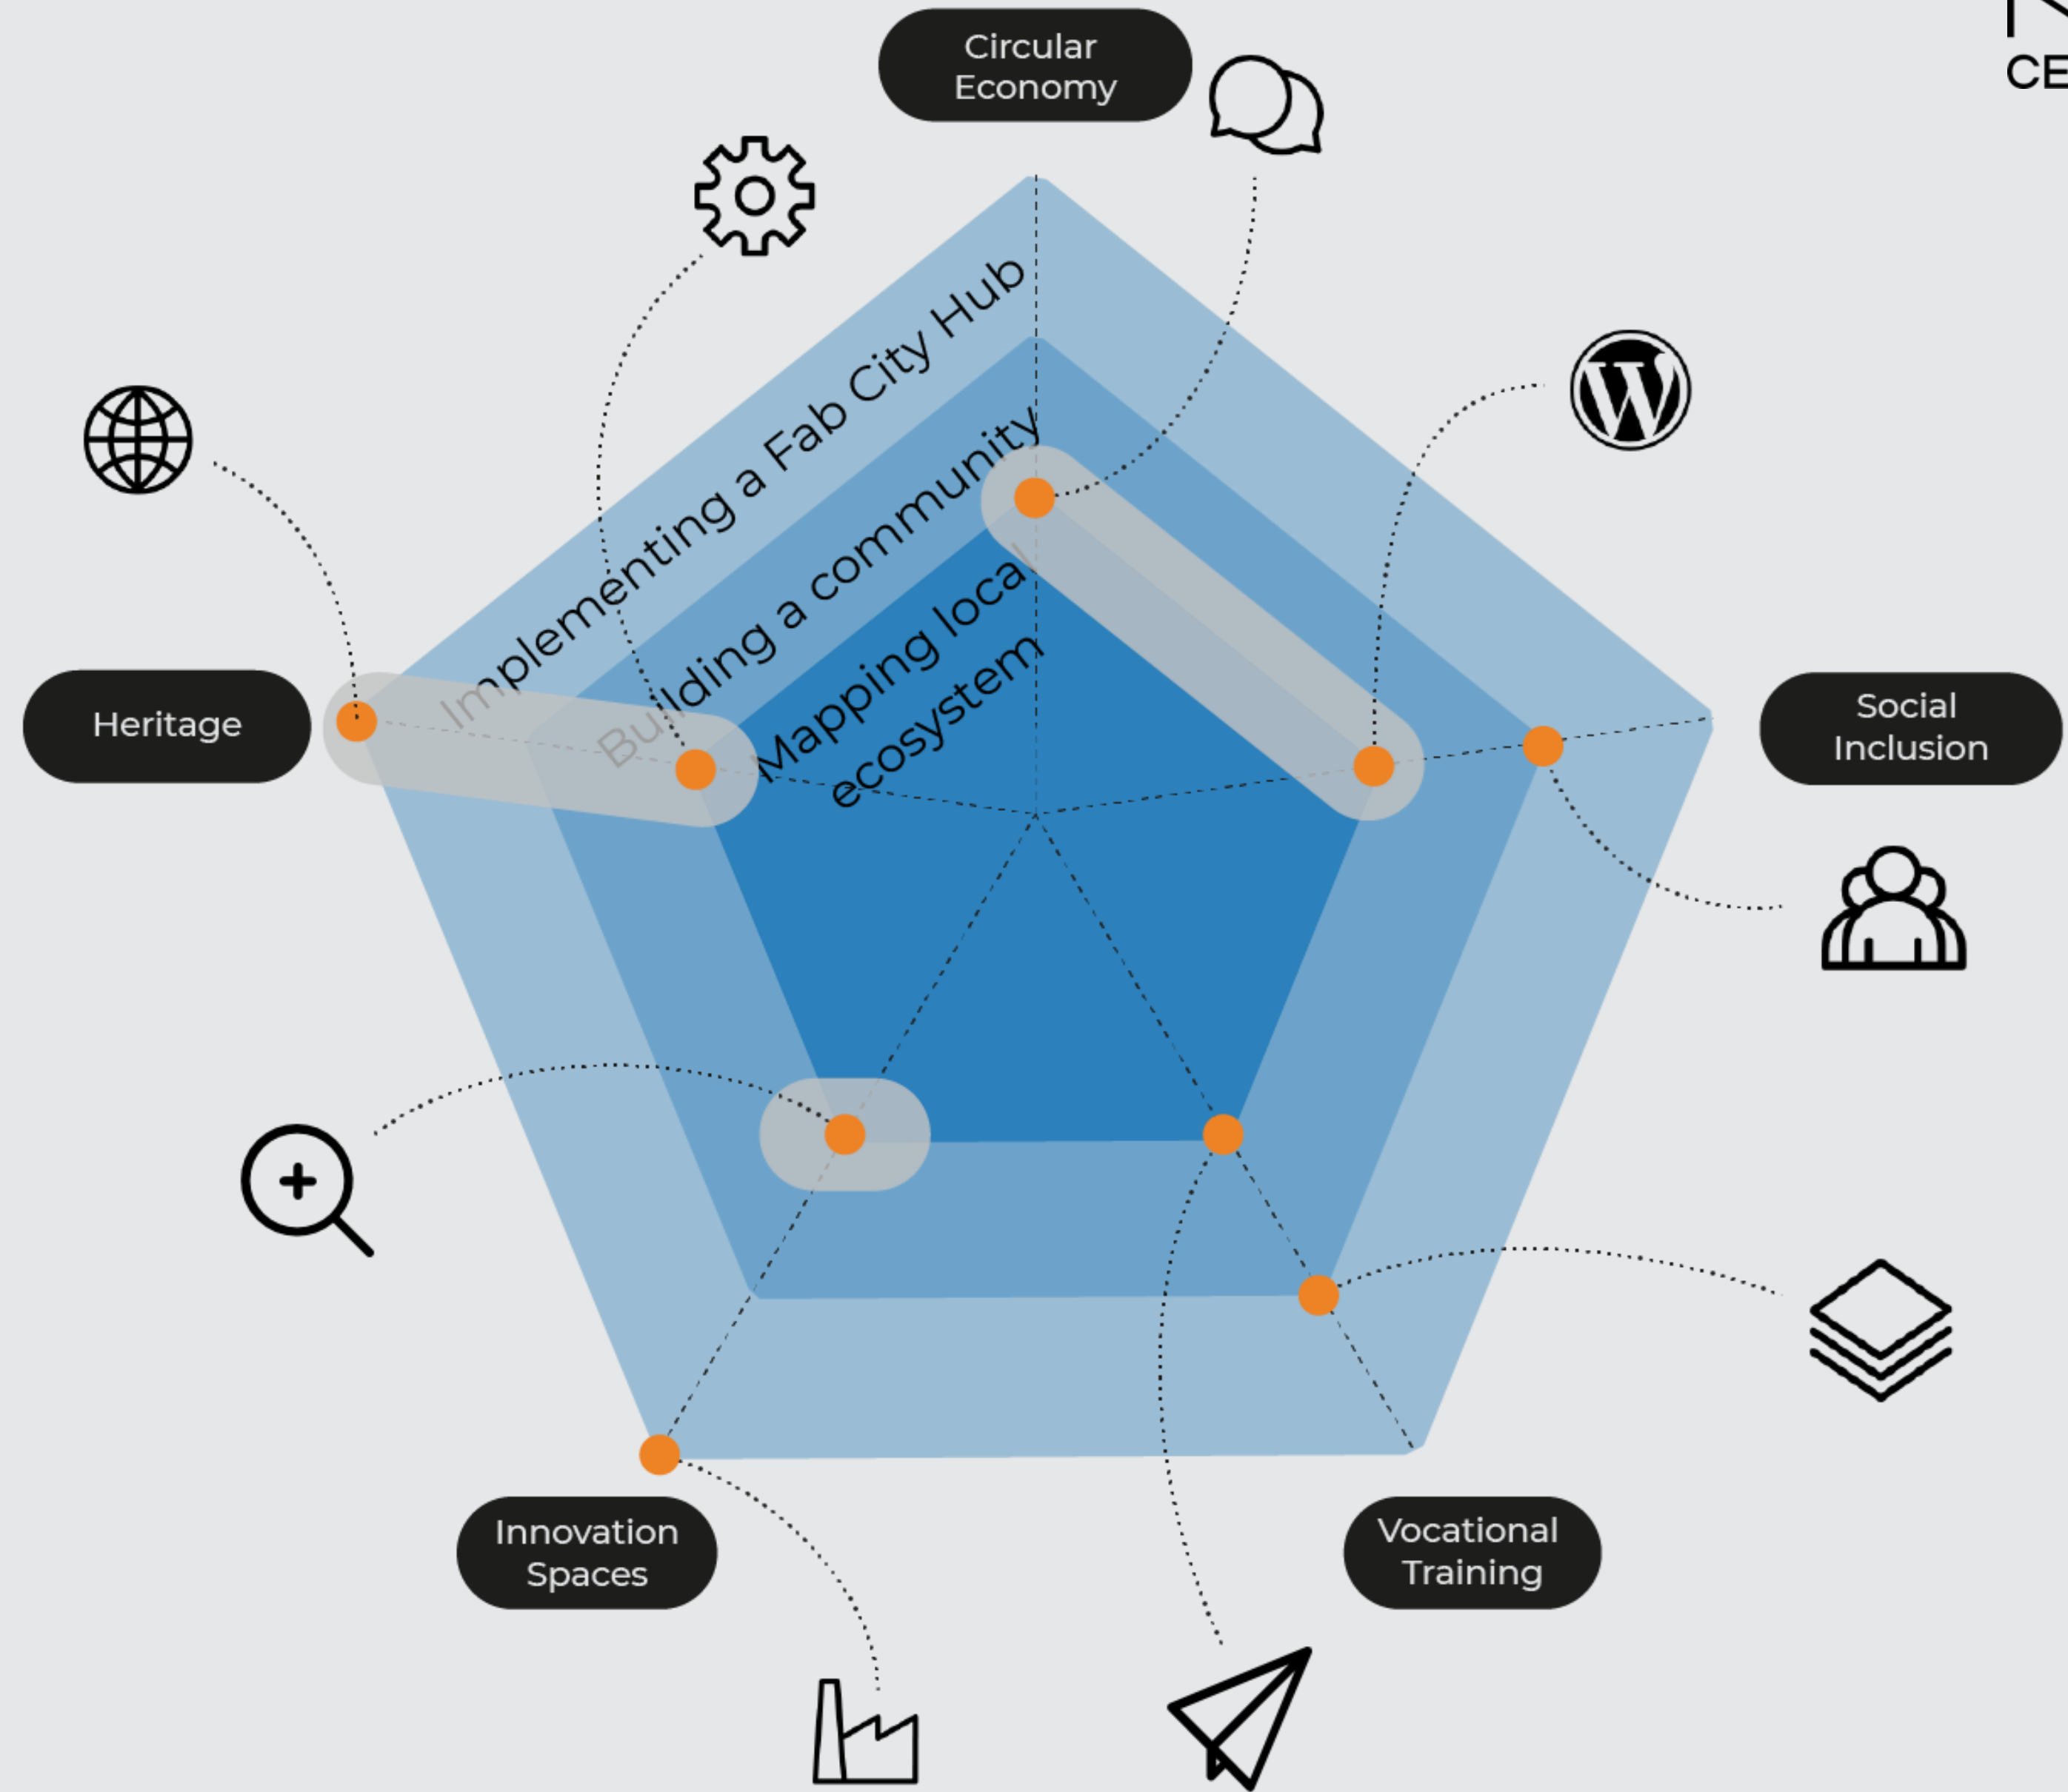 Circular
Economy
CE
Implementing a Fab City Hub
Building a community
Mapping local
ecosystem
Heritage
Social
Inclusion
Innovation
Spaces
Vocational
Training